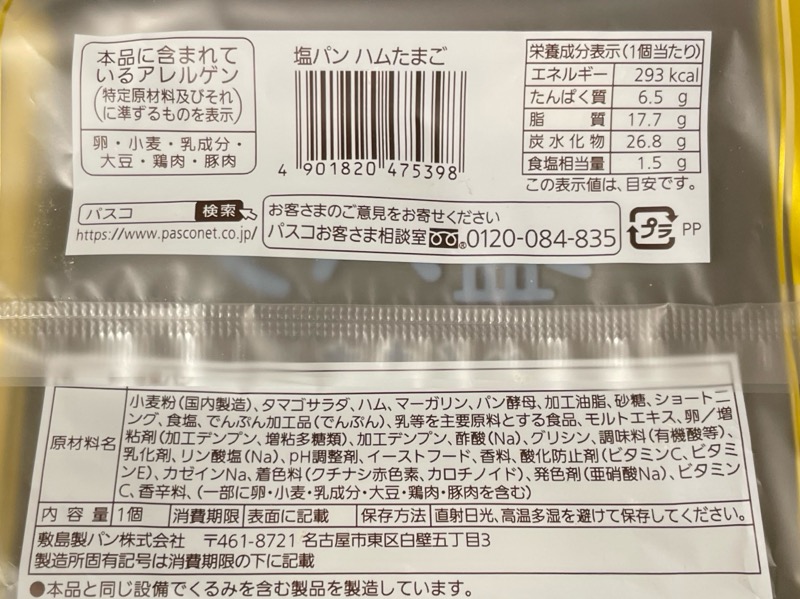 本品に含まれて
いるアレルゲン
(特定原材料及びそれ
に準ずるものを表示)
卵・小麦・乳成分・
大豆・鶏肉・豚肉
塩パン ハムたまご
4 901820 475398
栄養成分表示(1個当たり)
エネルギー 293 kcal
たんぱく質 6.5 g
脂質 17.7 g
炭水化物 26.8 g
食塩相当量 1.5 g
この表示値は、目安です。
パスコ 検索
https://www.pasconet.co.jp/
お客さまのご意見をお寄せください
パスコお客さま相談室 0120-084-835
プラ PP
原材料名
小麦粉(国内製造)、タマゴサラダ、ハム、マーガリン、パン酵母、加工油脂、砂糖、ショートニ
ング、食塩、でんぷん加工品(でんぷん)、乳等を主要原料とする食品、モルトエキス、卵/増
粘剤(加工デンプン、増粘多糖類)、加工デンプン、酢酸(Na)、グリシン、調味料(有機酸等)、
乳化剤、リン酸塩(Na)、pH調整剤、イーストフード、香料、酸化防止剤(ビタミンC、ビタミ
ンE)、カゼインNa、着色料(クチナシ赤色素、カロチノイド)、発色剤(亜硝酸Na)、ビタミン
C、香辛料、(一部に卵・小麦・乳成分・大豆・鶏肉・豚肉を含む)
内容量 1個 消費期限 表面に記載 保存方法 直射日光、高温多湿を避けて保存してください。
敷島製パン株式会社 〒461-8721 名古屋市東区白壁五丁目3
製造所固有記号は消費期限の下に記載
●本品と同じ設備でくるみを含む製品を製造しています。